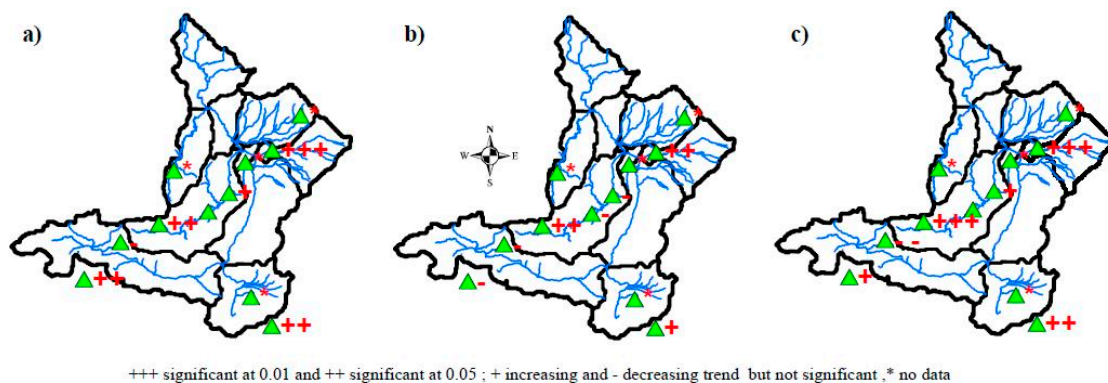 a) b) c)
N
W E
S
+++ significant at 0.01 and ++ significant at 0.05 ; + increasing and - decreasing trend but not significant ,* no data